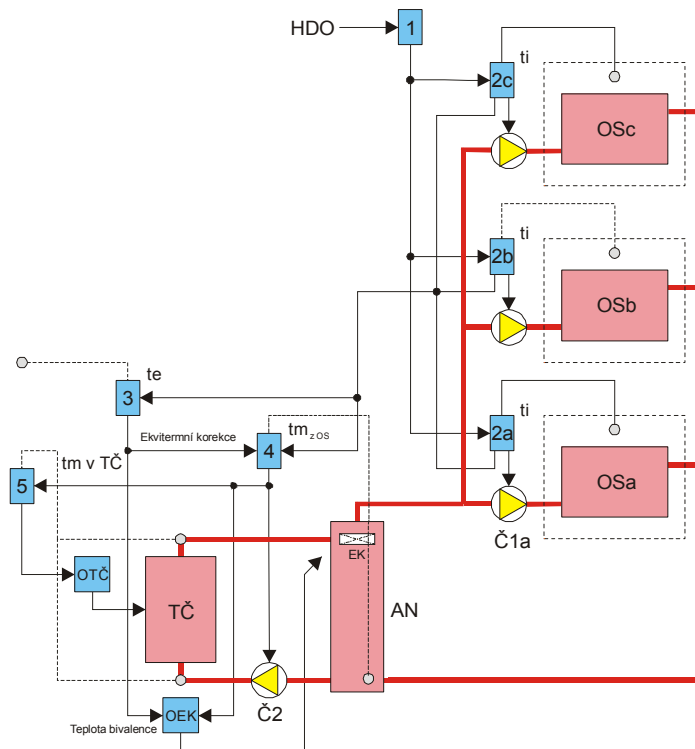 HDO
1
ti
2c
OSc
ti
2b
OSb
te
3
ti
2a
Ekvitermní korekce
tm z OS
4
tm v TČ
5
OSa
Č1a
EK
OTČ
TČ
AN
Č2
OEK
Teplota bivalence